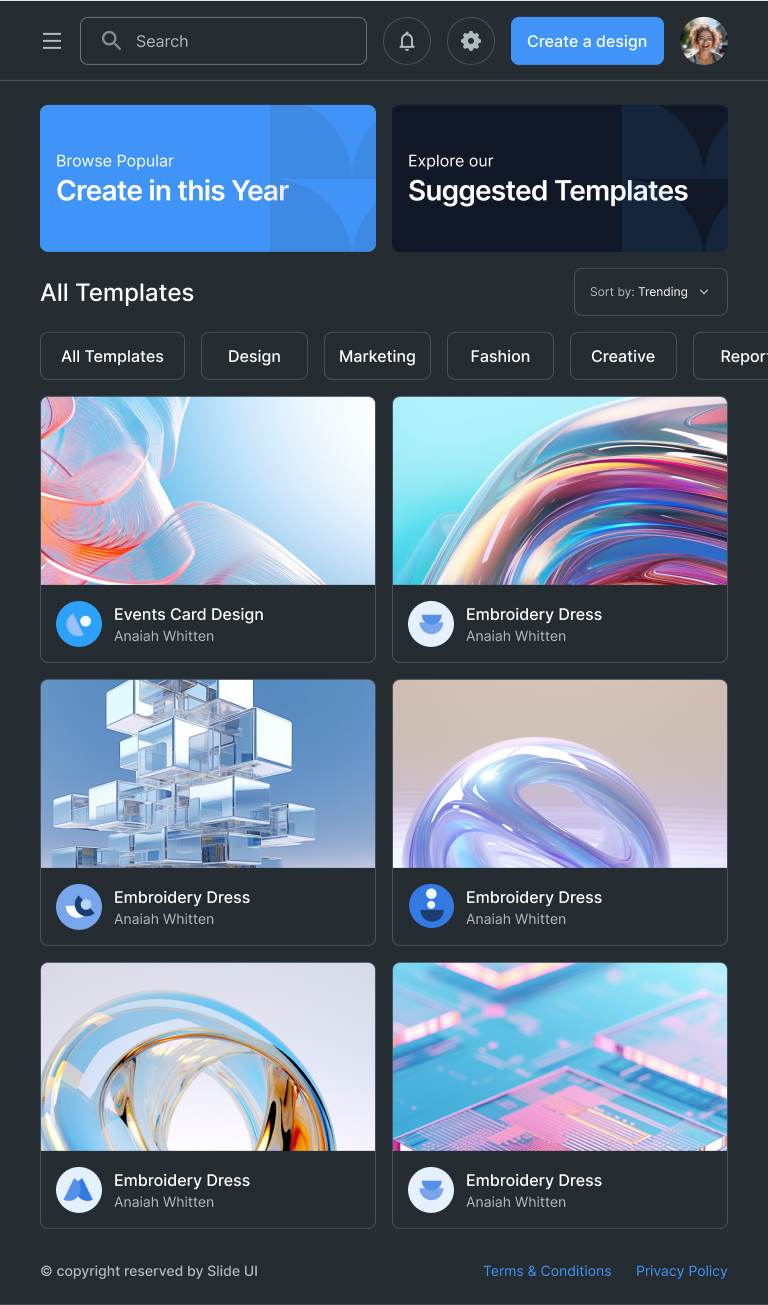 Search
Create a design
Browse Popular
Create in this Year
Explore our
Suggested Templates
All Templates
Sort by: Trending
All Templates
Design
Marketing
Fashion
Creative
Events Card Design
Anaiah Whitten
Embroidery Dress
Anaiah Whitten
Embroidery Dress
Anaiah Whitten
Embroidery Dress
Anaiah Whitten
Embroidery Dress
Anaiah Whitten
Embroidery Dress
Anaiah Whitten
© copyright reserved by Slide UI
Terms & Conditions
Privacy Policy